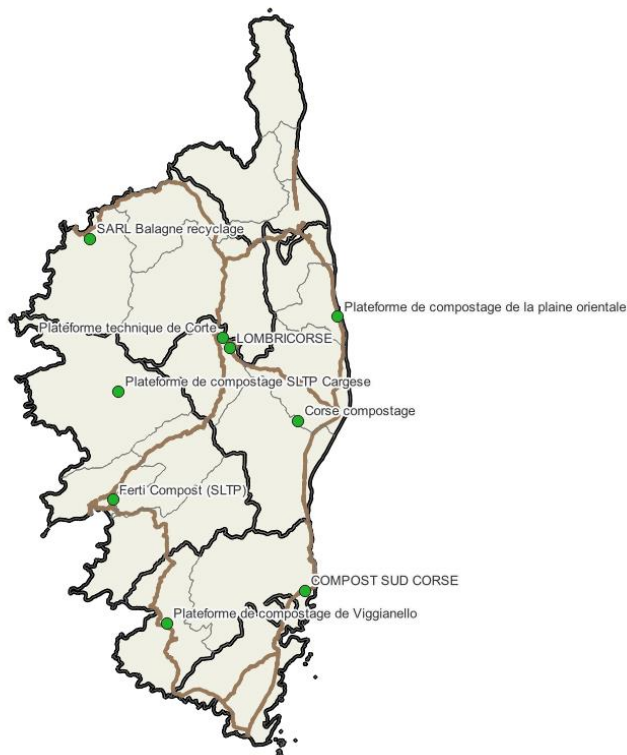 SARL Balagne recyclage
Plateforme de compostage de la plaine orientale
Plateforme technique de Corte
LOMBRICORSE
Plateforme de compostage SLTP Cargese
Corse compostage
Ferti Compost (SLTP)
COMPOST SUD CORSE
Plateforme de compostage de Viggianello